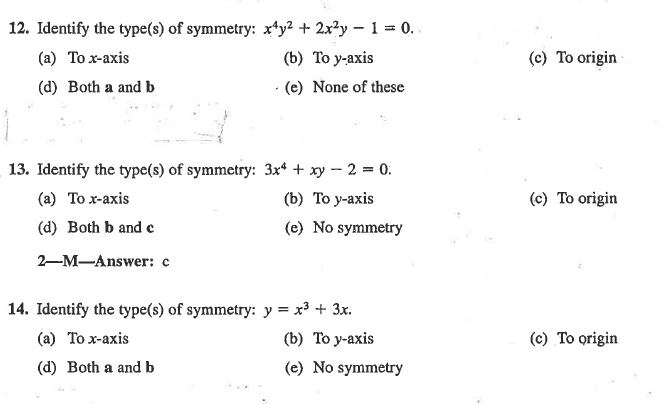 12. Identify the type(s) of symmetry: x⁴y² + 2x²y − 1 = 0.
(a) To x-axis (b) To y-axis (c) To origin
(d) Both a and b (e) None of these
13. Identify the type(s) of symmetry: 3x⁴ + xy − 2 = 0.
(a) To x-axis (b) To y-axis (c) To origin
(d) Both b and c (e) No symmetry
2—M—Answer: c
14. Identify the type(s) of symmetry: y = x³ + 3x.
(a) To x-axis (b) To y-axis (c) To origin
(d) Both a and b (e) No symmetry